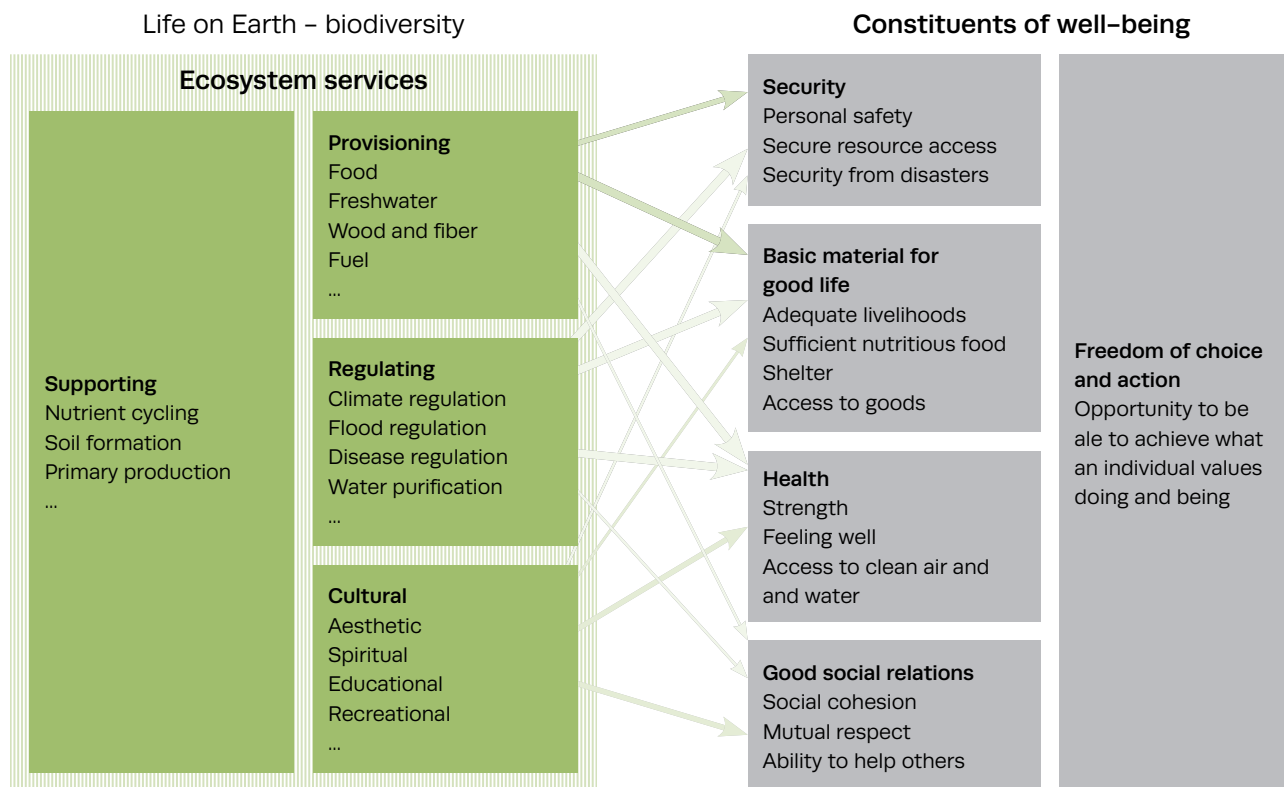 Life on Earth – biodiversity
Ecosystem services
Supporting
Nutrient cycling
Soil formation
Primary production
...
Provisioning
Food
Freshwater
Wood and fiber
Fuel
...
Regulating
Climate regulation
Flood regulation
Disease regulation
Water purification
...
Cultural
Aesthetic
Spiritual
Educational
Recreational
...
Constituents of well-being
Security
Personal safety
Secure resource access
Security from disasters
Basic material for
good life
Adequate livelihoods
Sufficient nutritious food
Shelter
Access to goods
Health
Strength
Feeling well
Access to clean air and
and water
Good social relations
Social cohesion
Mutual respect
Ability to help others
Freedom of choice
and action
Opportunity to be
ale to achieve what
an individual values
doing and being